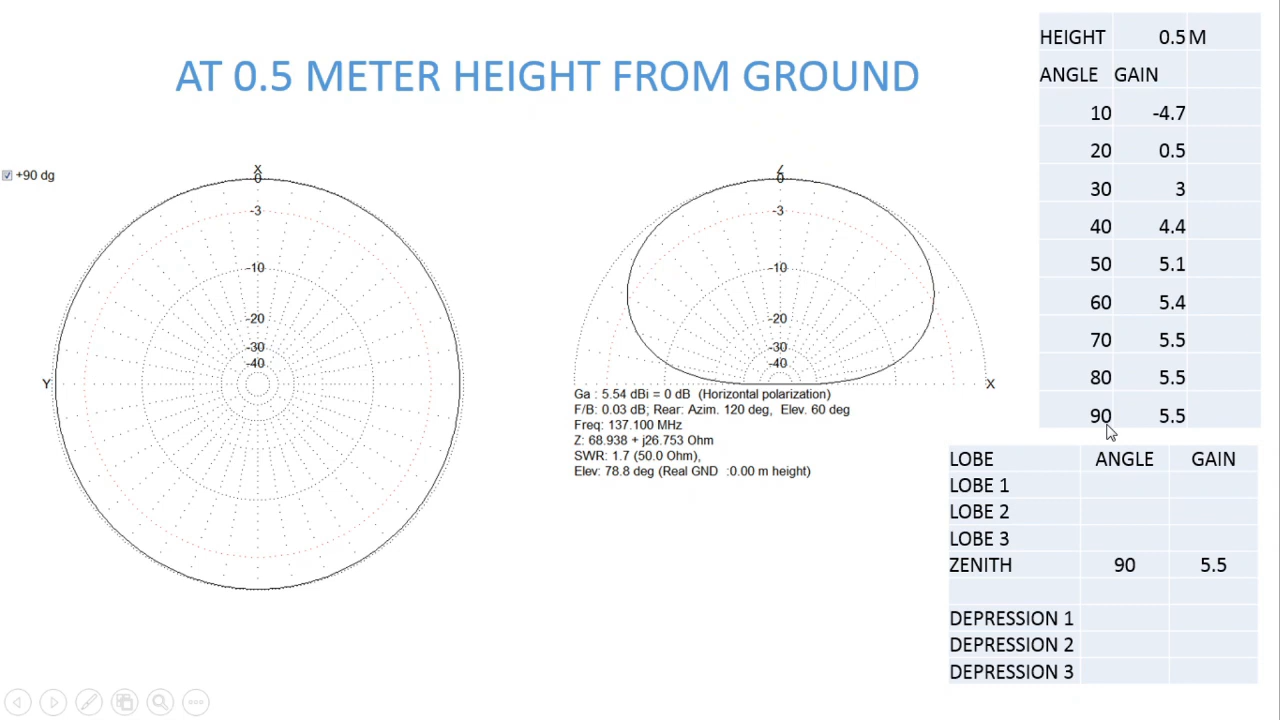 AT 0.5 METER HEIGHT FROM GROUND
+90 dg
X
0
-3
-10
-20
-30
-40
Y
Z
0
-3
-10
-20
-30
-40
X
Ga : 5.54 dBi = 0 dB (Horizontal polarization)
F/B: 0.03 dB; Rear: Azim. 120 deg, Elev. 60 deg
Freq: 137.100 MHz
Z: 68.938 + j26.753 Ohm
SWR: 1.7 (50.0 Ohm),
Elev: 78.8 deg (Real GND :0.00 m height)
HEIGHT 0.5 M
ANGLE GAIN
10 -4.7
20 0.5
30 3
40 4.4
50 5.1
60 5.4
70 5.5
80 5.5
90 5.5
LOBE ANGLE GAIN
LOBE 1
LOBE 2
LOBE 3
ZENITH 90 5.5
DEPRESSION 1
DEPRESSION 2
DEPRESSION 3